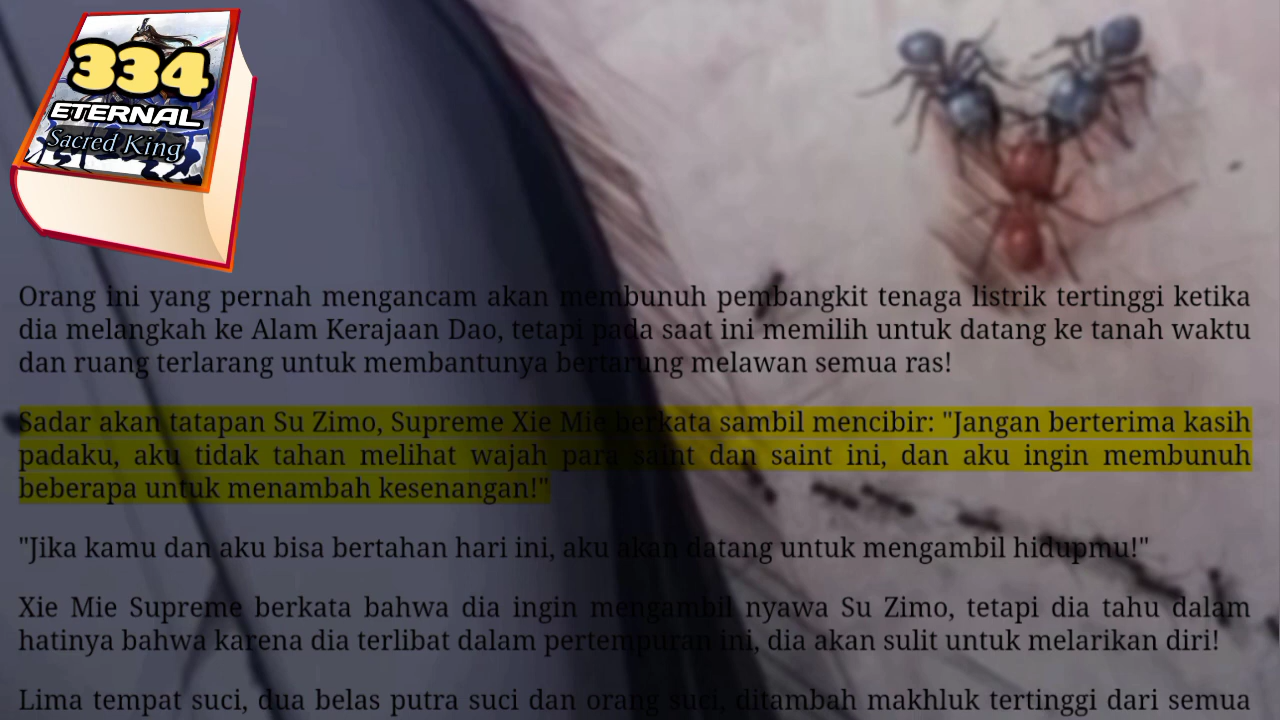 334
ETERNAL
Sacred King
Orang ini yang pernah mengancam akan membunuh pembangkit tenaga listrik tertinggi ketika
dia melangkah ke Alam Kerajaan Dao, tetapi pada saat ini memilih untuk datang ke tanah waktu
dan ruang terlarang untuk membantunya bertarung melawan semua ras!
Sadar akan tatapan Su Zimo, Supreme Xie Mie berkata sambil mencibir: "Jangan berterima kasih
padaku, aku tidak tahan melihat wajah para saint dan saint ini, dan aku ingin membunuh
beberapa untuk menambah kesenangan!"
"Jika kamu dan aku bisa bertahan hari ini, aku akan datang untuk mengambil hidupmu!"
Xie Mie Supreme berkata bahwa dia ingin mengambil nyawa Su Zimo, tetapi dia tahu dalam
hatinya bahwa karena dia terlibat dalam pertempuran ini, dia akan sulit untuk melarikan diri!
Lima tempat suci, dua belas putra suci dan orang suci, ditambah makhluk tertinggi dari semua